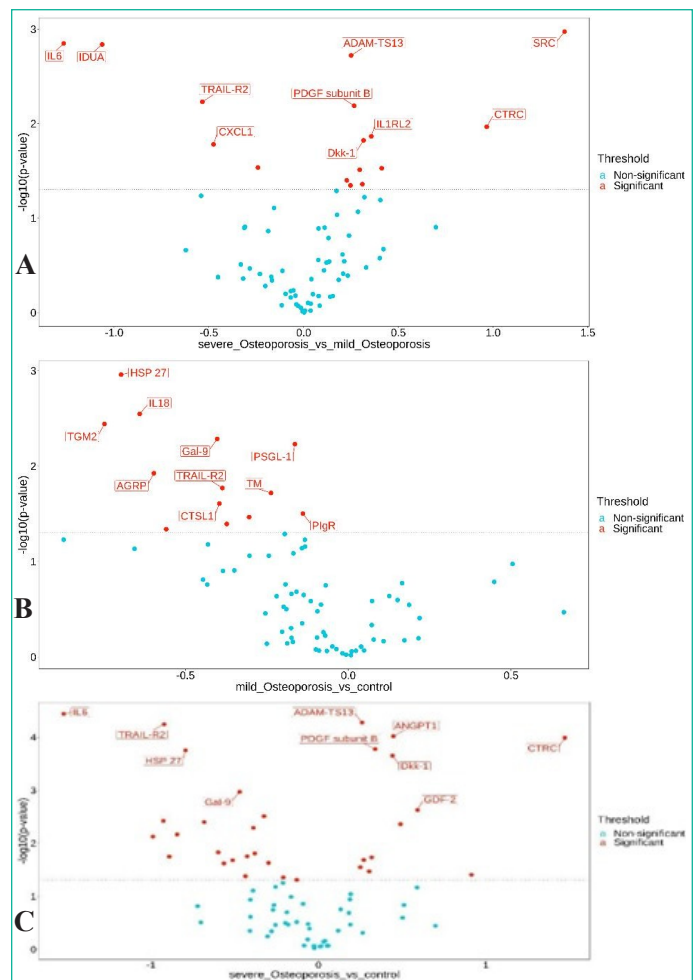 3
IL6
IDUA
ADAM-TS13
SRC
TRAIL-R2
PDGF subunit B
CTRC
CXCL1
IL1RL2
Dkk-1
2
1
0
-log10(p-value)
Threshold
a Non-significant
a Significant
A
-1.0
-0.5
0.0
0.5
1.0
1.5
severe_Osteoporosis_vs_mild_Osteoporosis
3
HSP 27
IL18
TGM2
Gal-9
PSGL-1
AGRP
TRAIL-R2
TM
CTSL1
PIgR
2
1
0
-log10(p-value)
Threshold
a Non-significant
a Significant
B
-0.5
0.0
0.5
mild_Osteoporosis_vs_control
IL6
ADAM-TS13
TRAIL-R2
ANGPT1
PDGF subunit B
CTRC
HSP 27
Dkk-1
Gal-9
GDF-2
4
3
2
1
0
-log10(p-value)
Threshold
a Non-significant
a Significant
C
-1
0
1
severe_Osteoporosis_vs_control